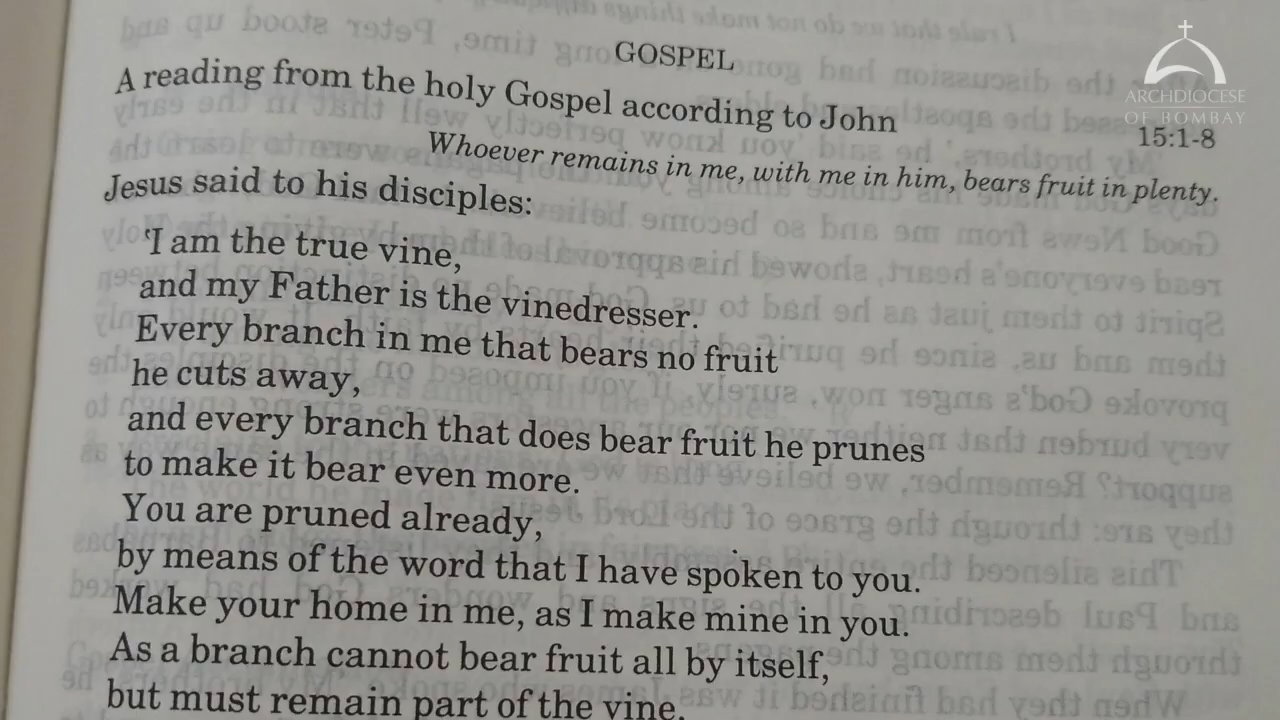 GOSPEL
A reading from the holy Gospel according to John
15:1-8
Whoever remains in me, with me in him, bears fruit in plenty.
Jesus said to his disciples:
'I am the true vine,
and my Father is the vinedresser.
Every branch in me that bears no fruit
he cuts away,
and every branch that does bear fruit he prunes
to make it bear even more.
You are pruned already,
by means of the word that I have spoken to you.
Make your home in me, as I make mine in you.
As a branch cannot bear fruit all by itself,
but must remain part of the vine,
ARCHDIOCESE
OF BOMBAY